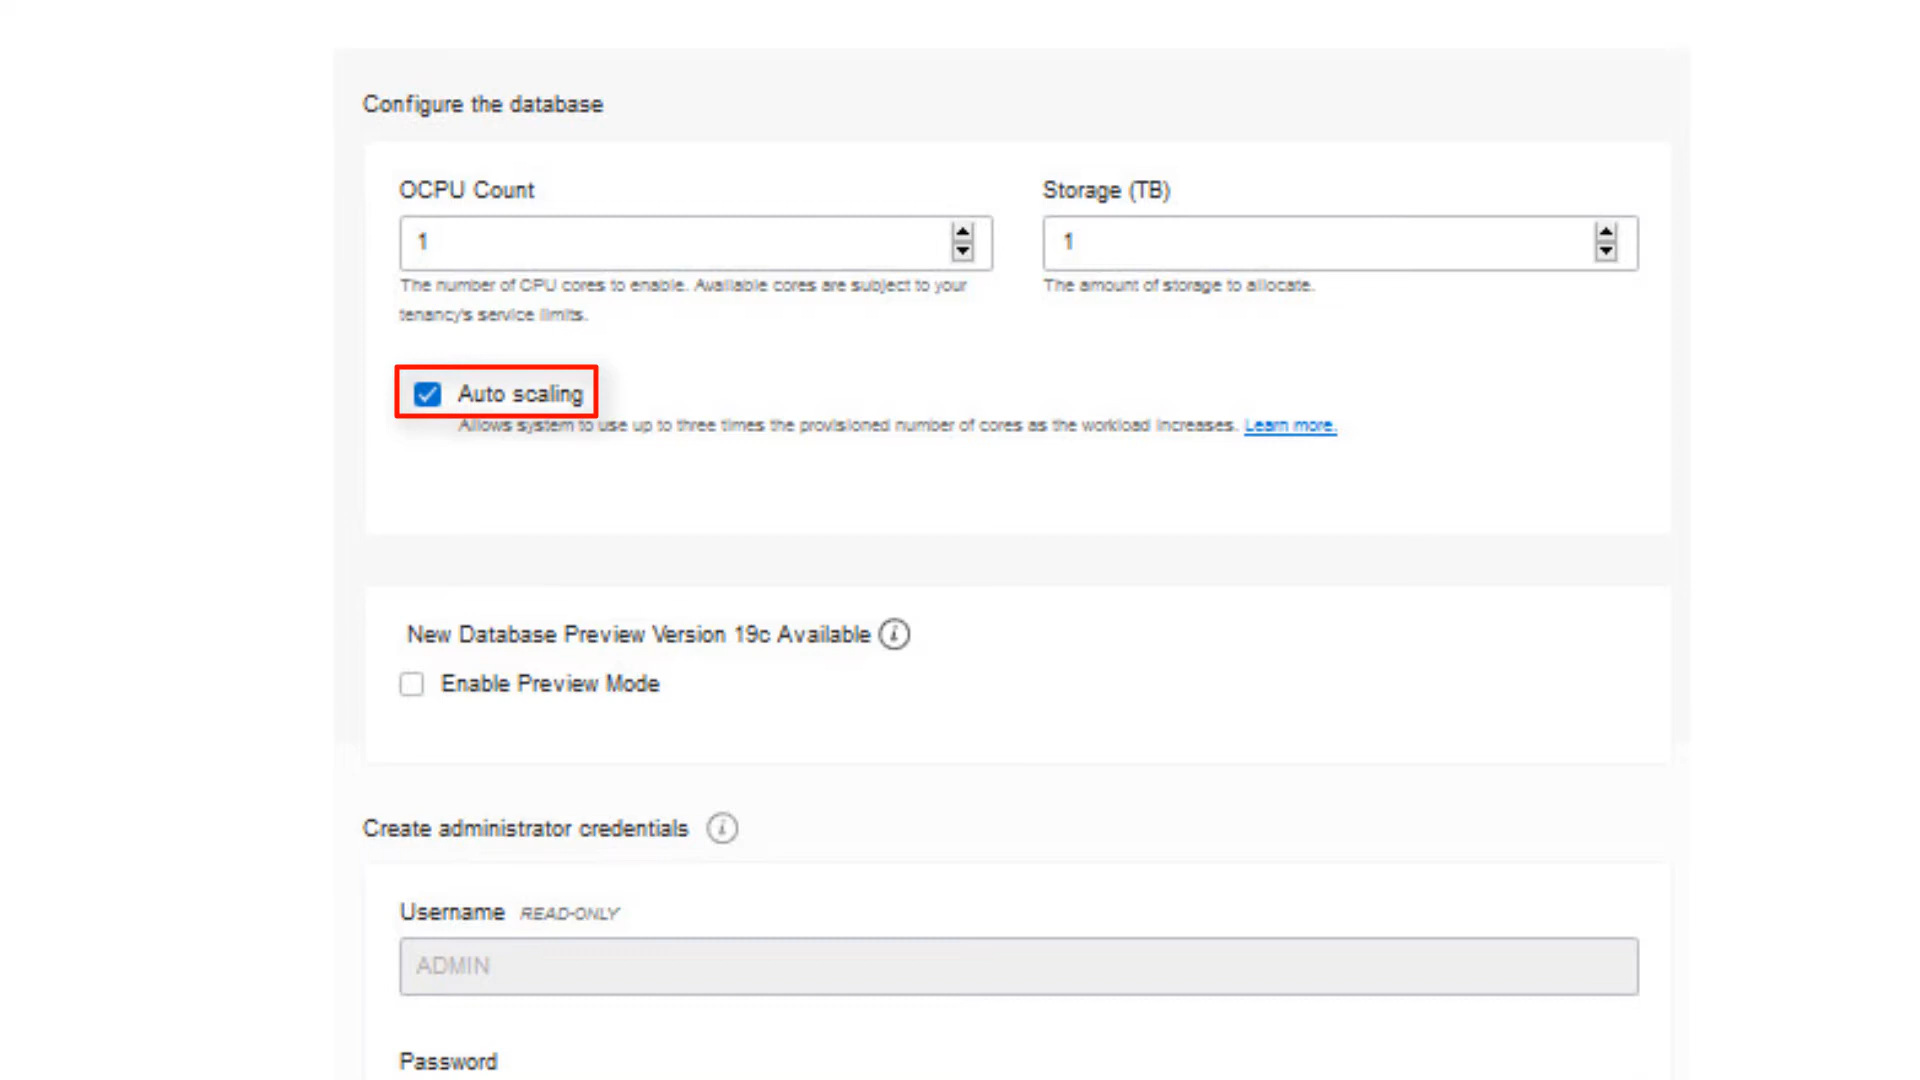 Configure the database
OCPU Count
Storage (TB)
1
1
The number of CPU cores to enable. Available cores are subject to your
tenancy's service limits.
The amount of storage to allocate.
Auto scaling
Allows system to use up to three times the provisioned number of cores as the workload increases. Learn more.
New Database Preview Version 19c Available
Enable Preview Mode
Create administrator credentials
Username READ-ONLY
ADMIN
Password